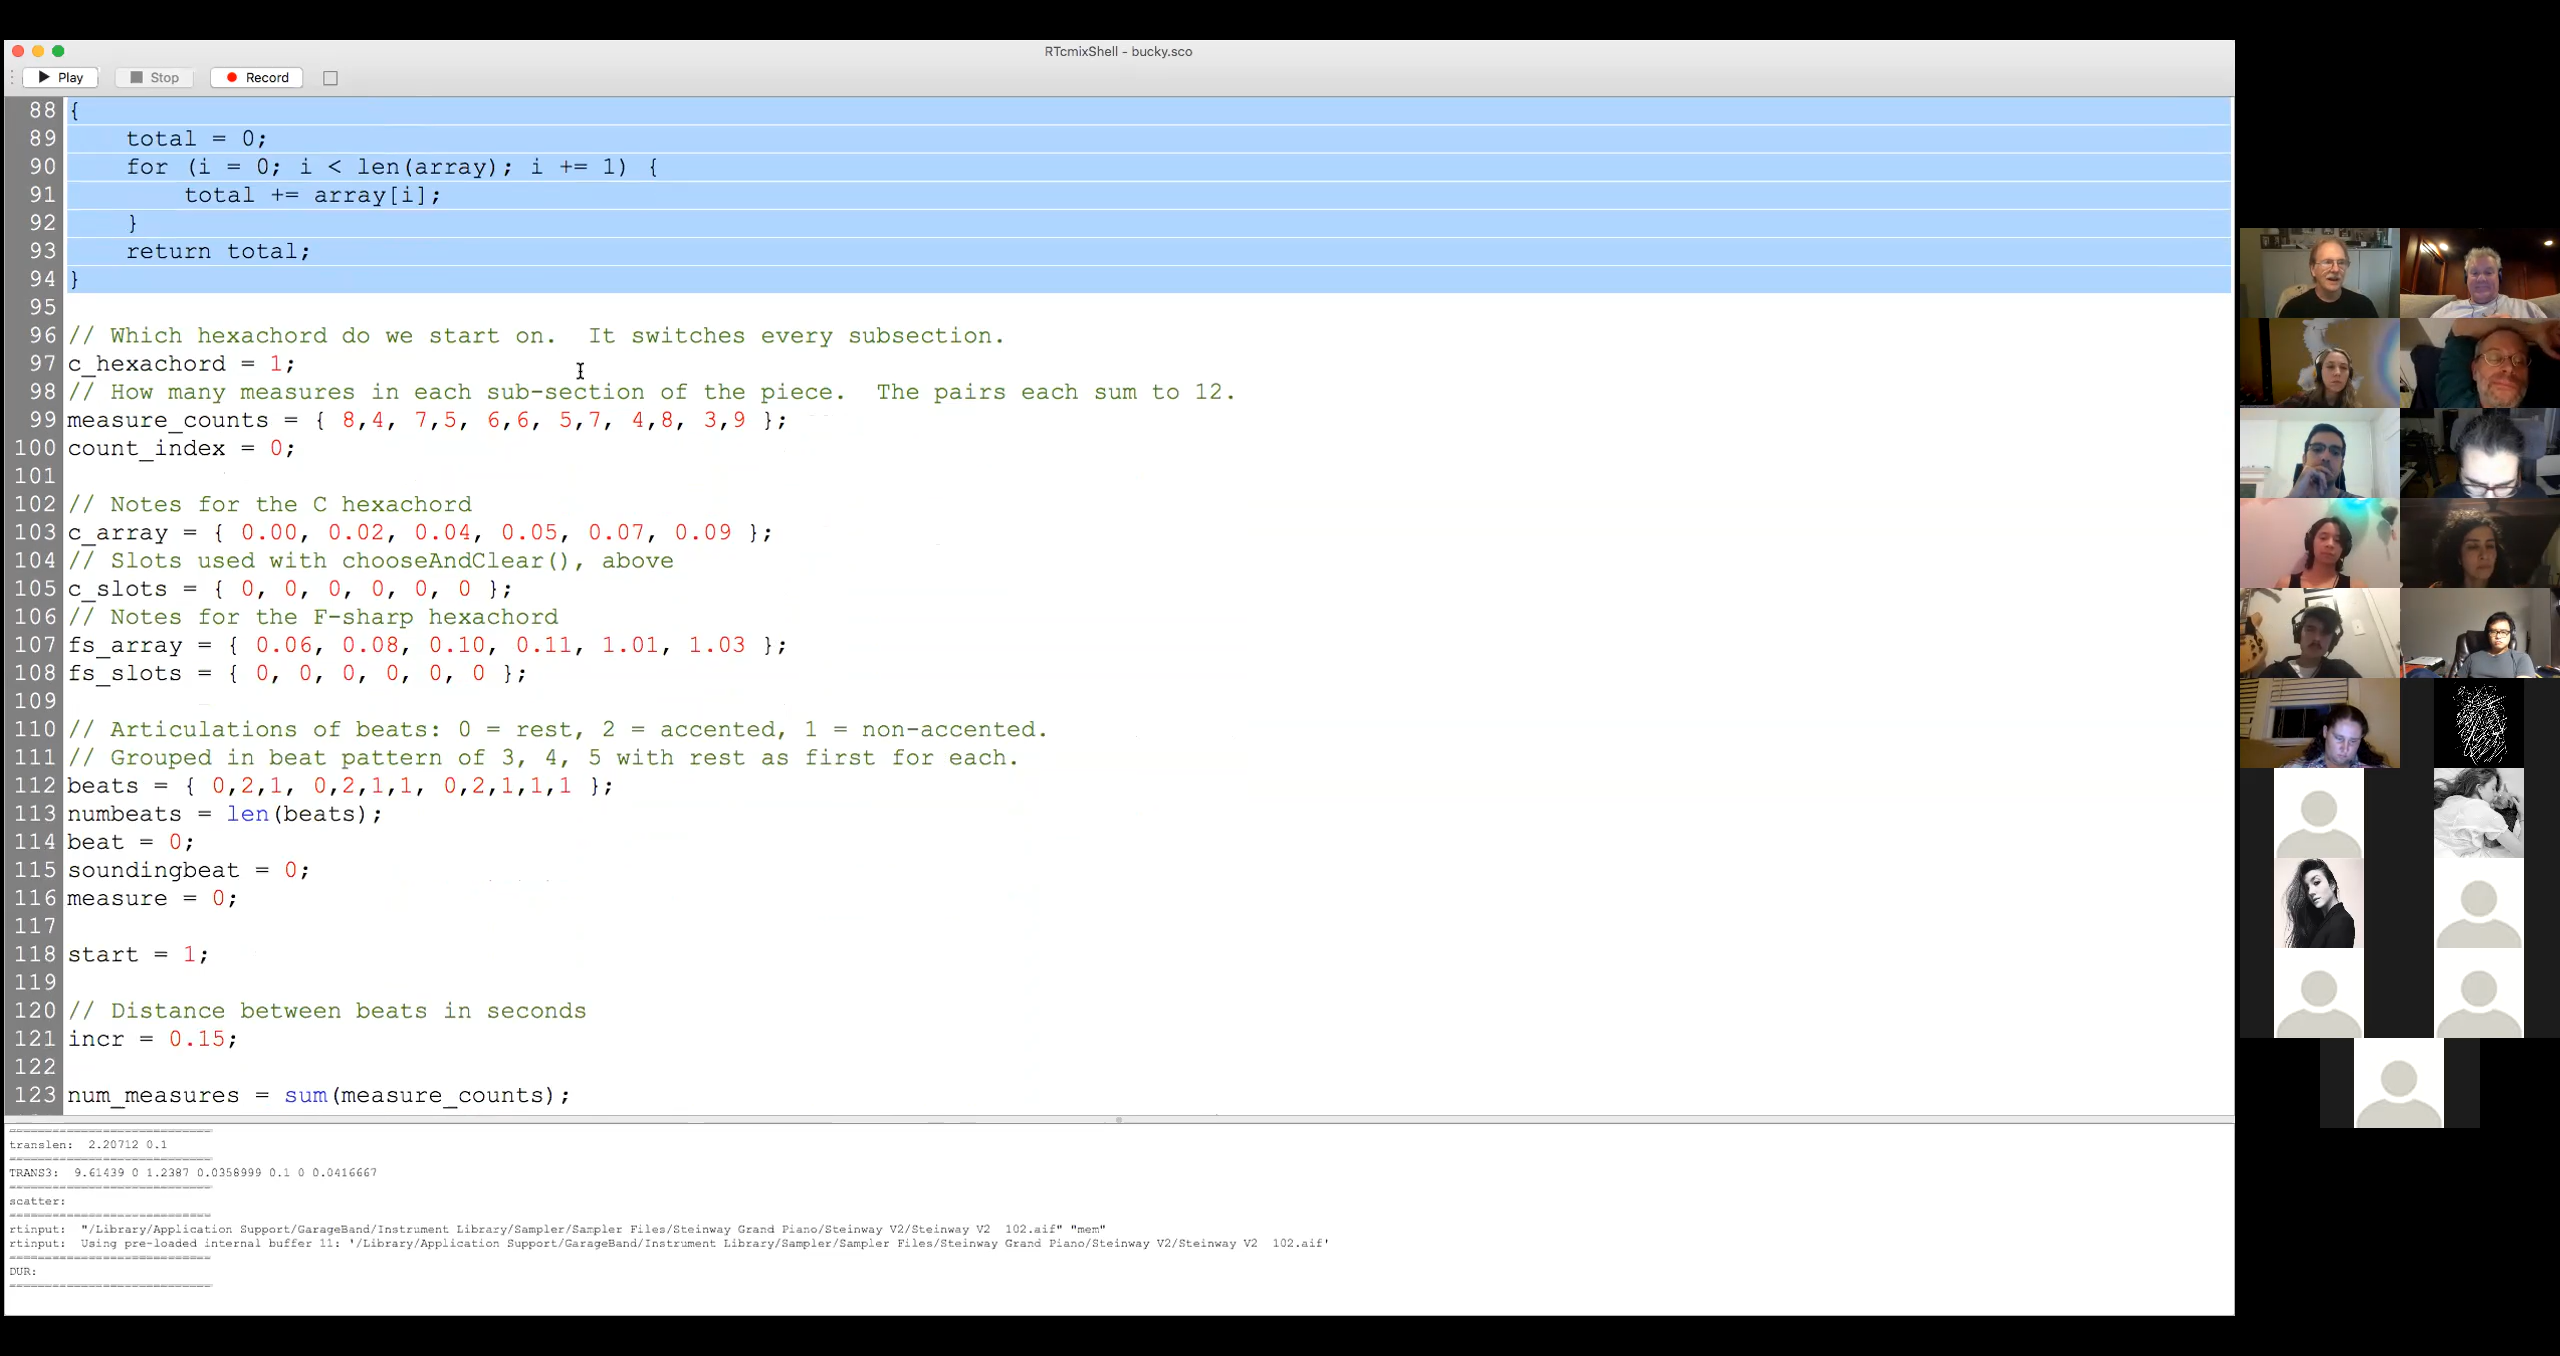 RTcmixShell - bucky.sco
Play Stop Record
88 {
89     total = 0;
90     for (i = 0; i < len(array); i += 1) {
91         total += array[i];
92     }
93     return total;
94 }
95
96 // Which hexachord do we start on.  It switches every subsection.
97 c_hexachord = 1;
98 // How many measures in each sub-section of the piece.  The pairs each sum to 12.
99 measure_counts = { 8,4, 7,5, 6,6, 5,7, 4,8, 3,9 };
100 count_index = 0;
101
102 // Notes for the C hexachord
103 c_array = { 0.00, 0.02, 0.04, 0.05, 0.07, 0.09 };
104 // Slots used with chooseAndClear(), above
105 c_slots = { 0, 0, 0, 0, 0, 0 };
106 // Notes for the F-sharp hexachord
107 fs_array = { 0.06, 0.08, 0.10, 0.11, 1.01, 1.03 };
108 fs_slots = { 0, 0, 0, 0, 0, 0 };
109
110 // Articulations of beats: 0 = rest, 2 = accented, 1 = non-accented.
111 // Grouped in beat pattern of 3, 4, 5 with rest as first for each.
112 beats = { 0,2,1, 0,2,1,1, 0,2,1,1,1 };
113 numbeats = len(beats);
114 beat = 0;
115 soundingbeat = 0;
116 measure = 0;
117
118 start = 1;
119
120 // Distance between beats in seconds
121 incr = 0.15;
122
123 num_measures = sum(measure_counts);
============================
translen:  2.20712 0.1
============================
TRANS3:  9.61439 0 1.2387 0.0358999 0.1 0 0.0416667
============================
scatter:
============================
rtinput:  "/Library/Application Support/GarageBand/Instrument Library/Sampler/Sampler Files/Steinway Grand Piano/Steinway V2/Steinway V2  102.aif" "mem"
rtinput:  Using pre-loaded internal buffer 11: '/Library/Application Support/GarageBand/Instrument Library/Sampler/Sampler Files/Steinway Grand Piano/Steinway V2/Steinway V2  102.aif'
============================
DUR:
============================